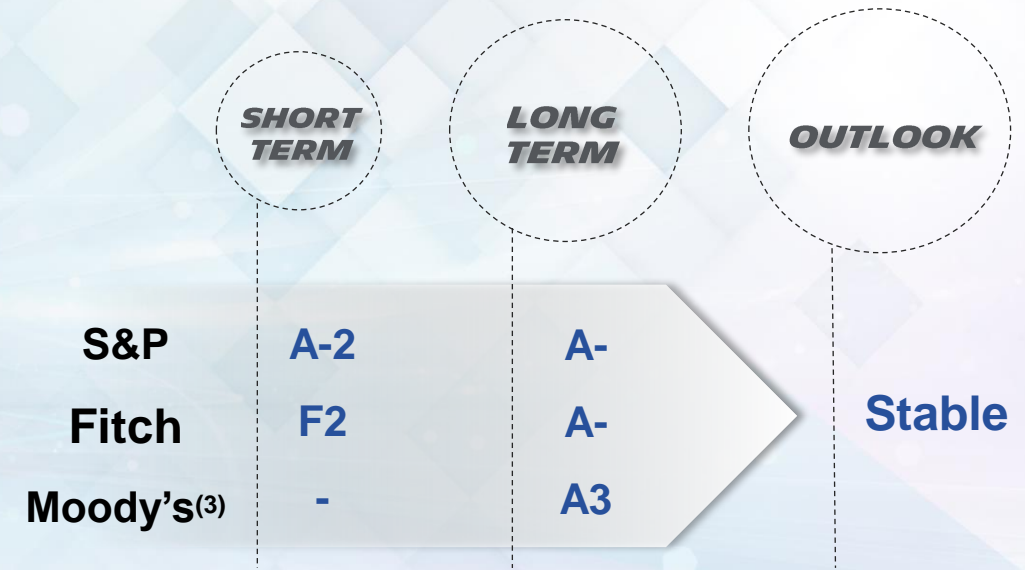 SHORT
TERM
LONG
TERM
OUTLOOK
S&P A-2 A-
Fitch F2 A- Stable
Moody's(3) - A3